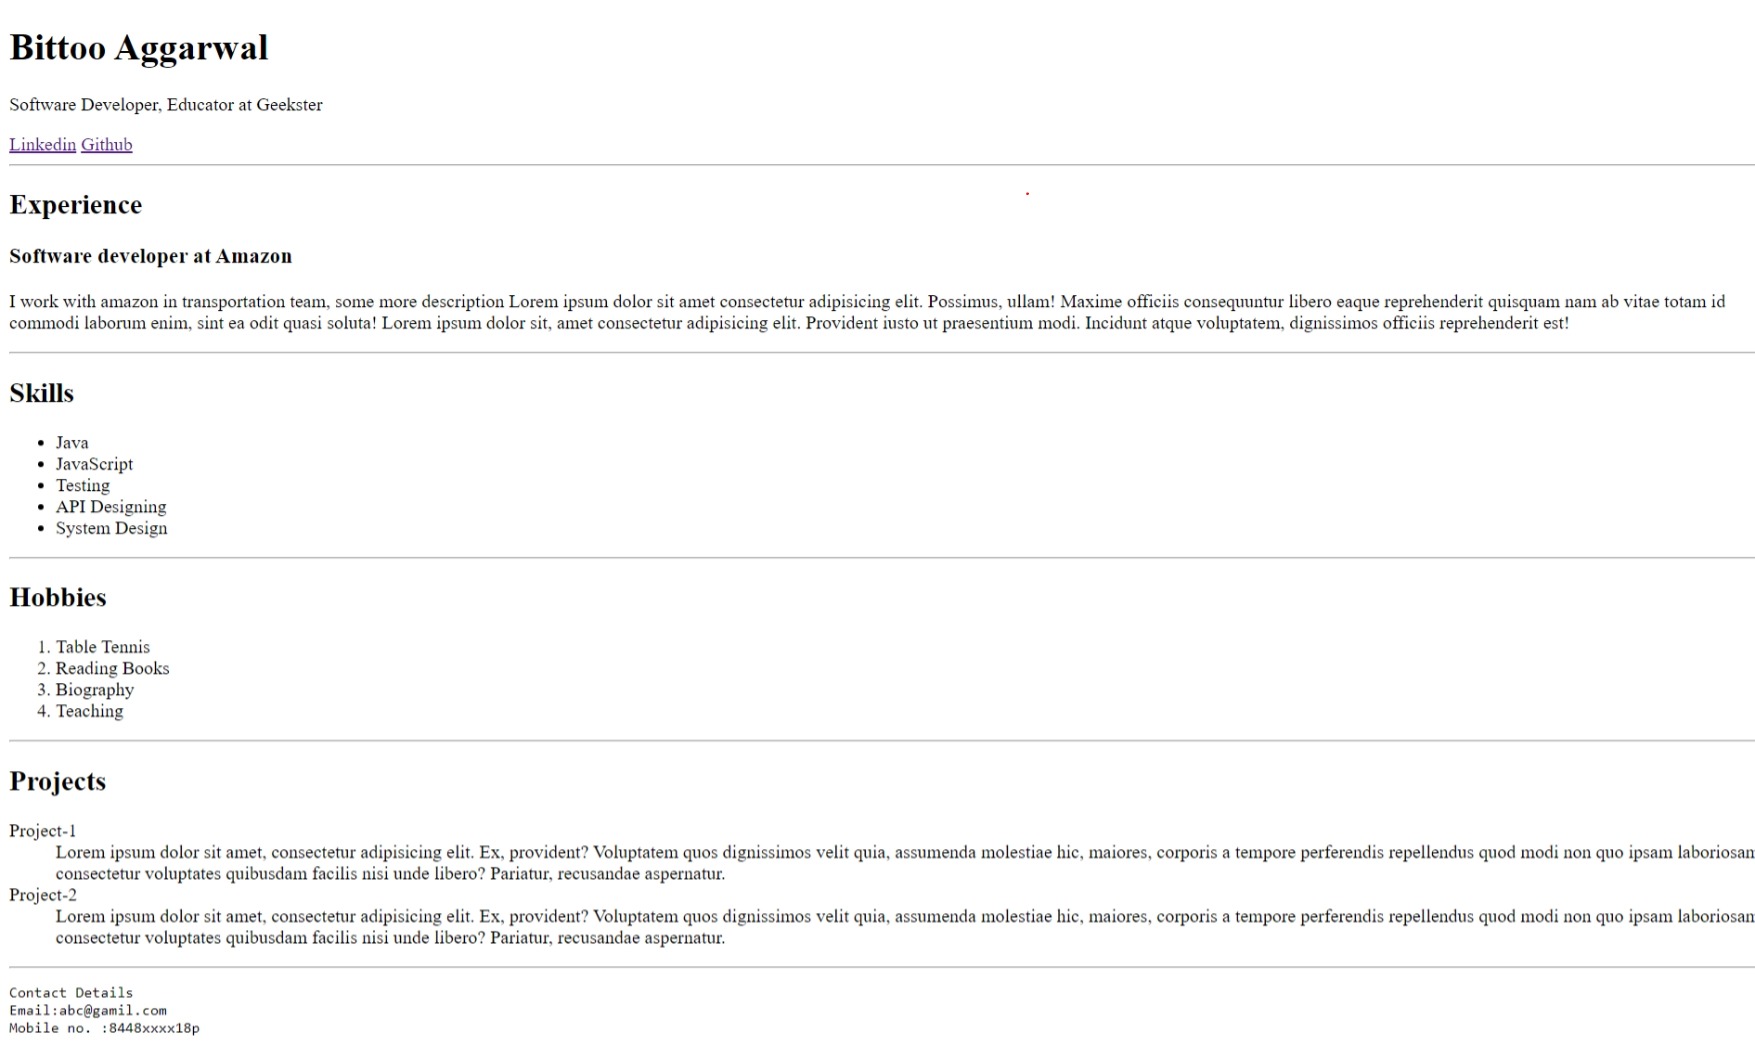 Bittoo Aggarwal
Software Developer, Educator at Geekster
Linkedin Github
Experience
Software developer at Amazon
I work with amazon in transportation team, some more description Lorem ipsum dolor sit amet consectetur adipisicing elit. Possimus, ullam! Maxime officiis consequuntur libero eaque reprehenderit quisquam nam ab vitae totam id
commodi laborum enim, sint ea odit quasi soluta! Lorem ipsum dolor sit, amet consectetur adipisicing elit. Provident iusto ut praesentium modi. Incidunt atque voluptatem, dignissimos officiis reprehenderit est!
Skills
• Java
• JavaScript
• Testing
• API Designing
• System Design
Hobbies
1. Table Tennis
2. Reading Books
3. Biography
4. Teaching
Projects
Project-1
Lorem ipsum dolor sit amet, consectetur adipisicing elit. Ex, provident? Voluptatem quos dignissimos velit quia, assumenda molestiae hic, maiores, corporis a tempore perferendis repellendus quod modi non quo ipsam
consectetur voluptates quibusdam facilis nisi unde libero? Pariatur, recusandae aspernatur.
Project-2
Lorem ipsum dolor sit amet, consectetur adipisicing elit. Ex, provident? Voluptatem quos dignissimos velit quia, assumenda molestiae hic, maiores, corporis a tempore perferendis repellendus quod modi non quo ipsam
consectetur voluptates quibusdam facilis nisi unde libero? Pariatur, recusandae aspernatur.
Contact Details
Email:abc@gamil.com
Mobile no. :8448xxxx18p